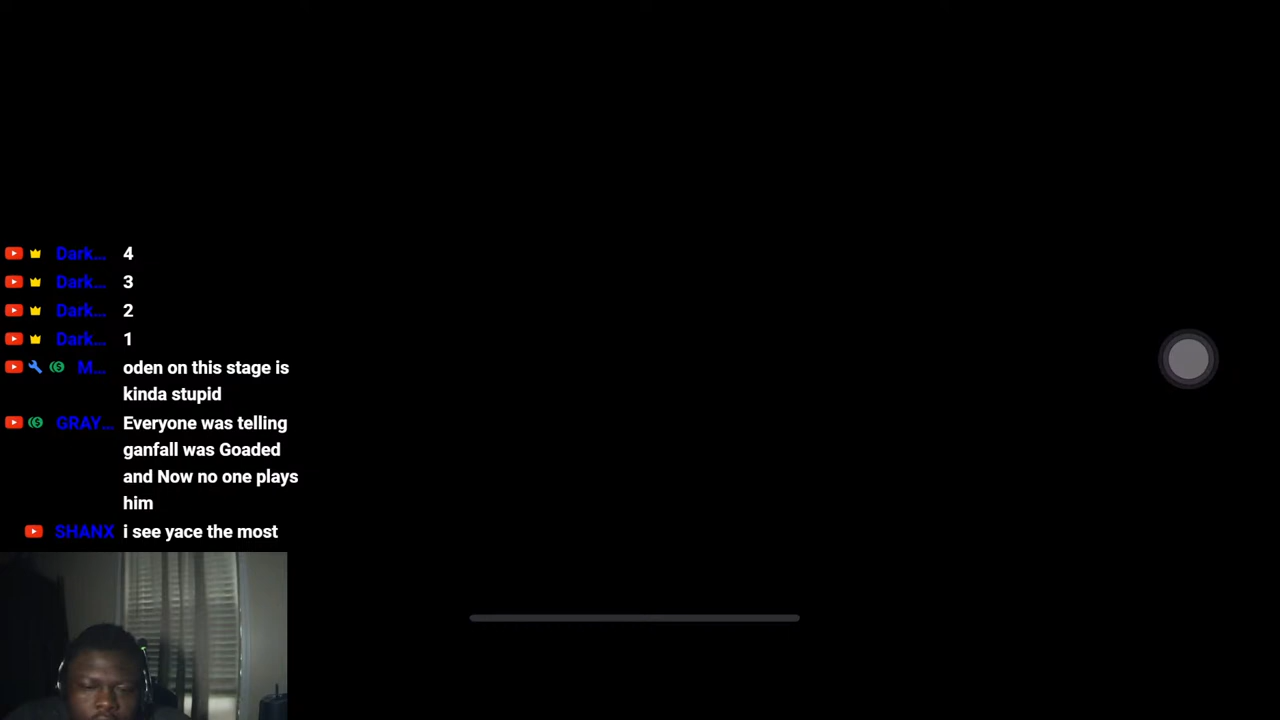 Dark... 4
Dark... 3
Dark... 2
Dark... 1
M... oden on this stage is
kinda stupid
GRAY... Everyone was telling
ganfall was Goaded
and Now no one plays
him
SHANX i see yace the most